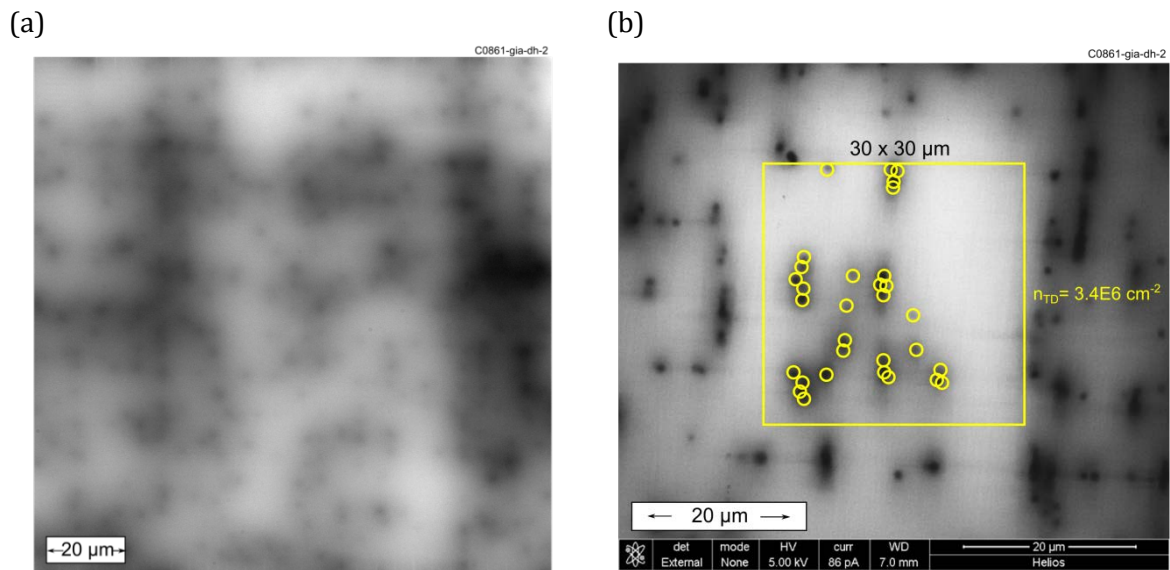 (a)
C0861-gia-dh-2
20 µm
(b)
C0861-gia-dh-2
30 x 30 µm
nTD= 3.4E6 cm-2
20 µm
det mode HV curr WD 20 µm
External None 5.00 kV 86 pA 7.0 mm Helios